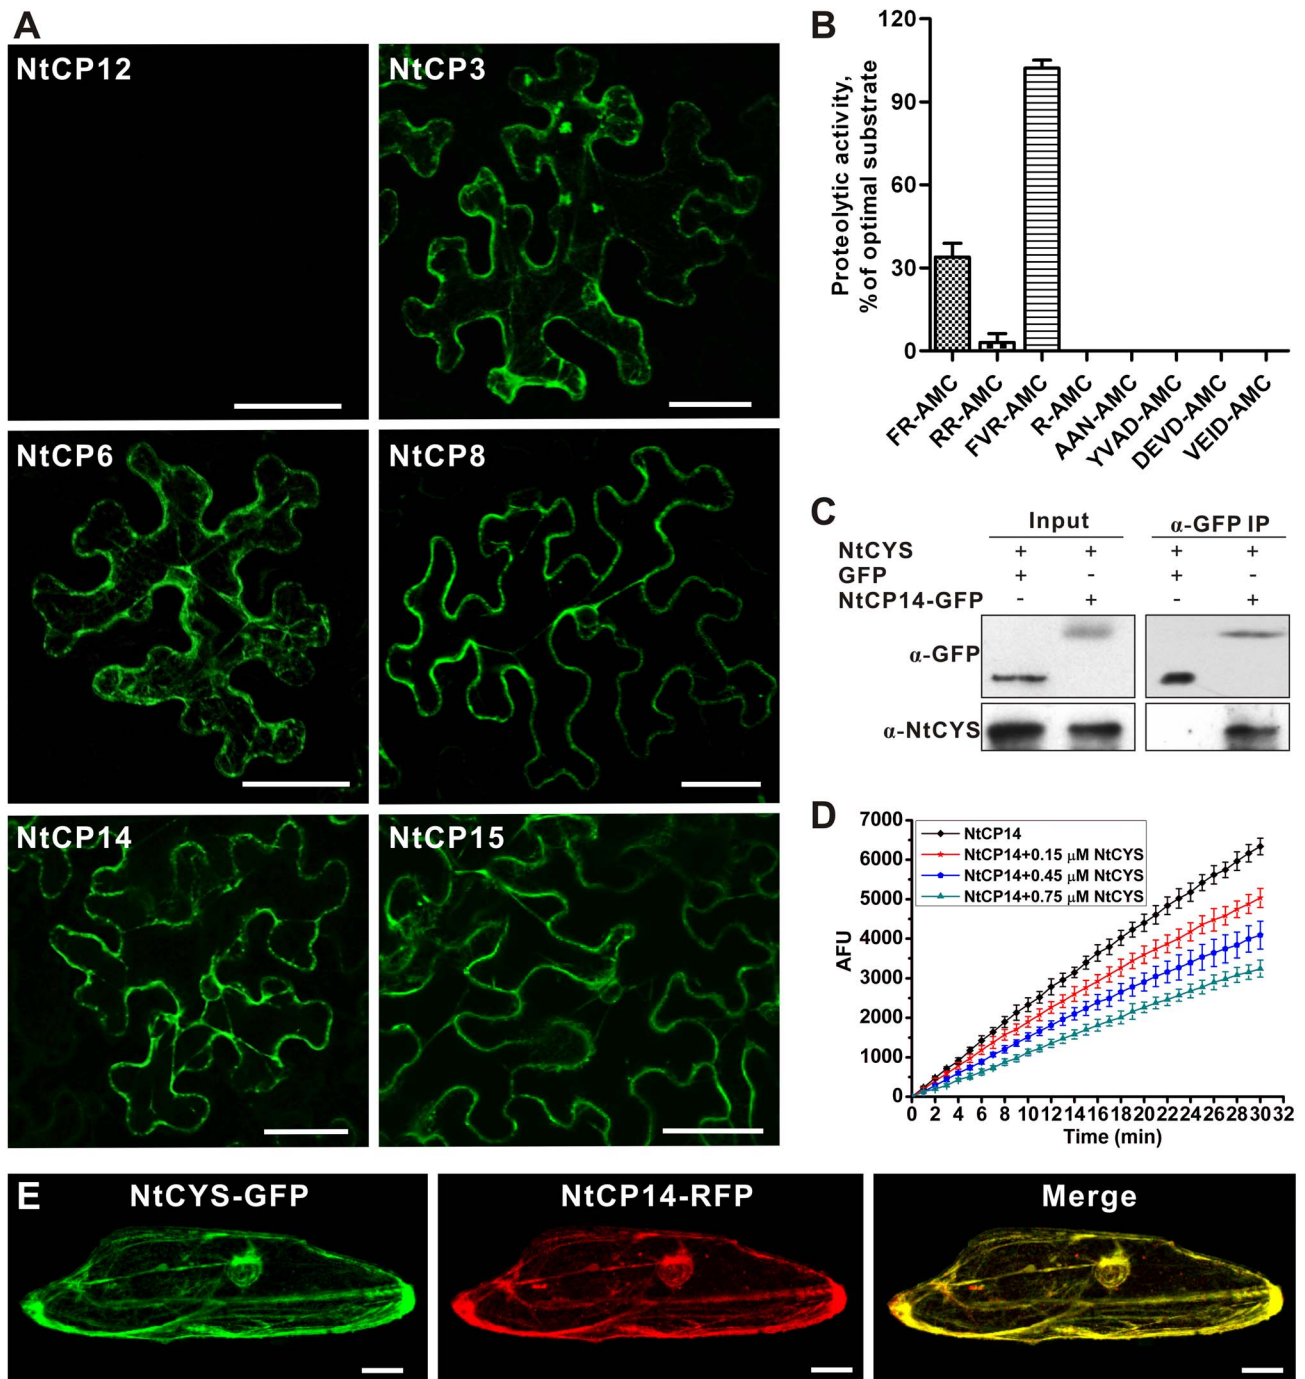 A
NtCP12
NtCP3
NtCP6
NtCP8
NtCP14
NtCP15
B
Proteolytic activity,
% of optimal substrate
120
90
60
30
0
FR-AMC
RR-AMC
FVR-AMC
R-AMC
AAN-AMC
YVAD-AMC
DEVD-AMC
VEID-AMC
C
Input α-GFP IP
NtCYS + + + +
GFP + - + -
NtCP14-GFP - + - +
α-GFP
α-NtCYS
D
AFU
7000
6000
5000
4000
3000
2000
1000
0
NtCP14
NtCP14+0.15 μM NtCYS
NtCP14+0.45 μM NtCYS
NtCP14+0.75 μM NtCYS
0 2 4 6 8 10 12 14 16 18 20 22 24 26 28 30 32
Time (min)
E
NtCYS-GFP
NtCP14-RFP
Merge